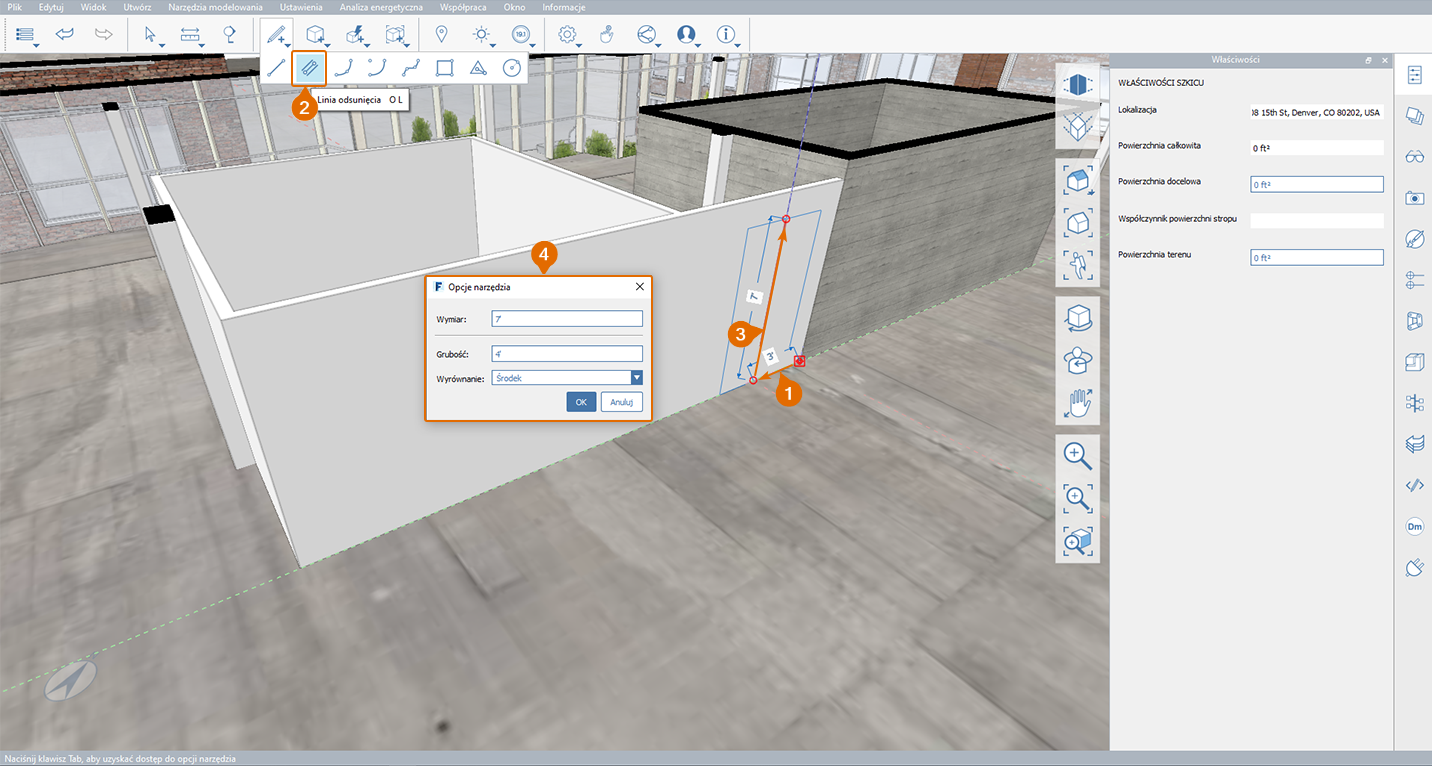 Plik Edytuj Widok Utwórz Narzędzia modelowania Ustawienia Analiza energetyczna Współpraca Okno Informacje
193
2
Linia odsunięcia O L
Właściwości
WŁAŚCIWOŚCI SZKICU
Lokalizacja
)8 15th St, Denver, CO 80202, USA
Powierzchnia całkowita
0 ft²
Powierzchnia docelowa
0 ft²
Współczynnik powierzchni stropu
Powierzchnia terenu
0 ft²
4
F Opcje narzędzia
Wymiar: 7'
Grubość: 4'
Wyrównanie: Środek
OK Anuluj
7'
3
3'
1
Dm
Naciśnij klawisz Tab, aby uzyskać dostęp do opcji narzędzia